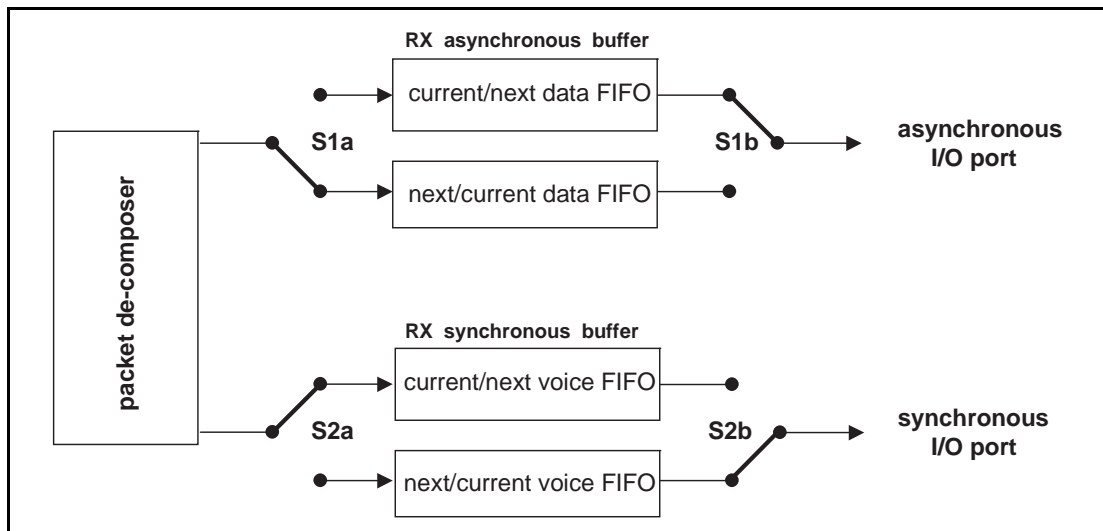 RX asynchronous buffer
current/next data FIFO
S1a
S1b
asynchronous
I/O port
next/current data FIFO
packet de-composer
RX synchronous buffer
current/next voice FIFO
S2a
S2b
synchronous
I/O port
next/current voice FIFO